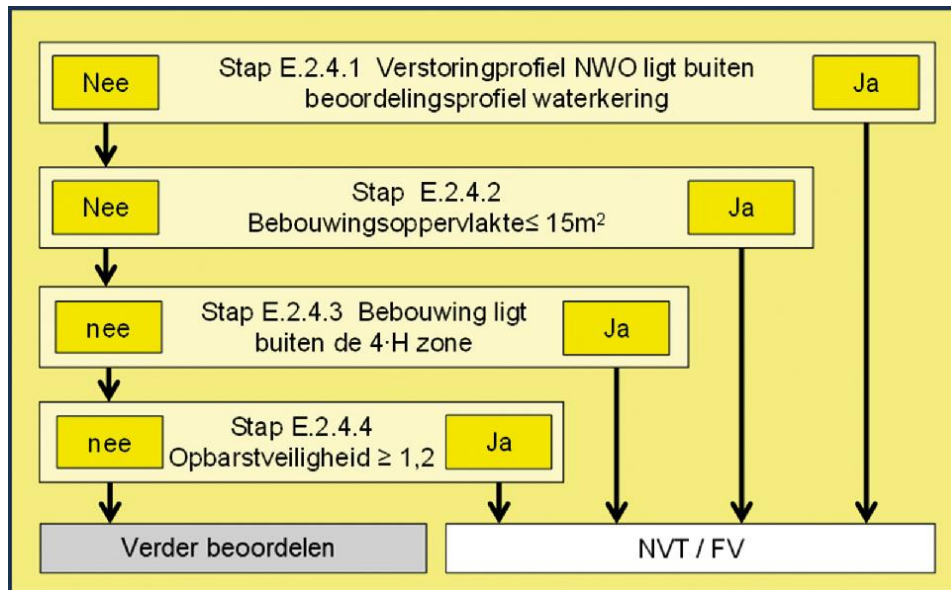 Nee
Stap E.2.4.1 Verstoringprofiel NWO ligt buiten
beoordelingsprofiel waterkering
Ja
Nee
Stap E.2.4.2
Bebouwingsoppervlakte≤ 15m²
Ja
nee
Stap E.2.4.3 Bebouwing ligt
buiten de 4·H zone
Ja
nee
Stap E.2.4.4
Opbarstveiligheid ≥ 1,2
Ja
Verder beoordelen
NVT / FV